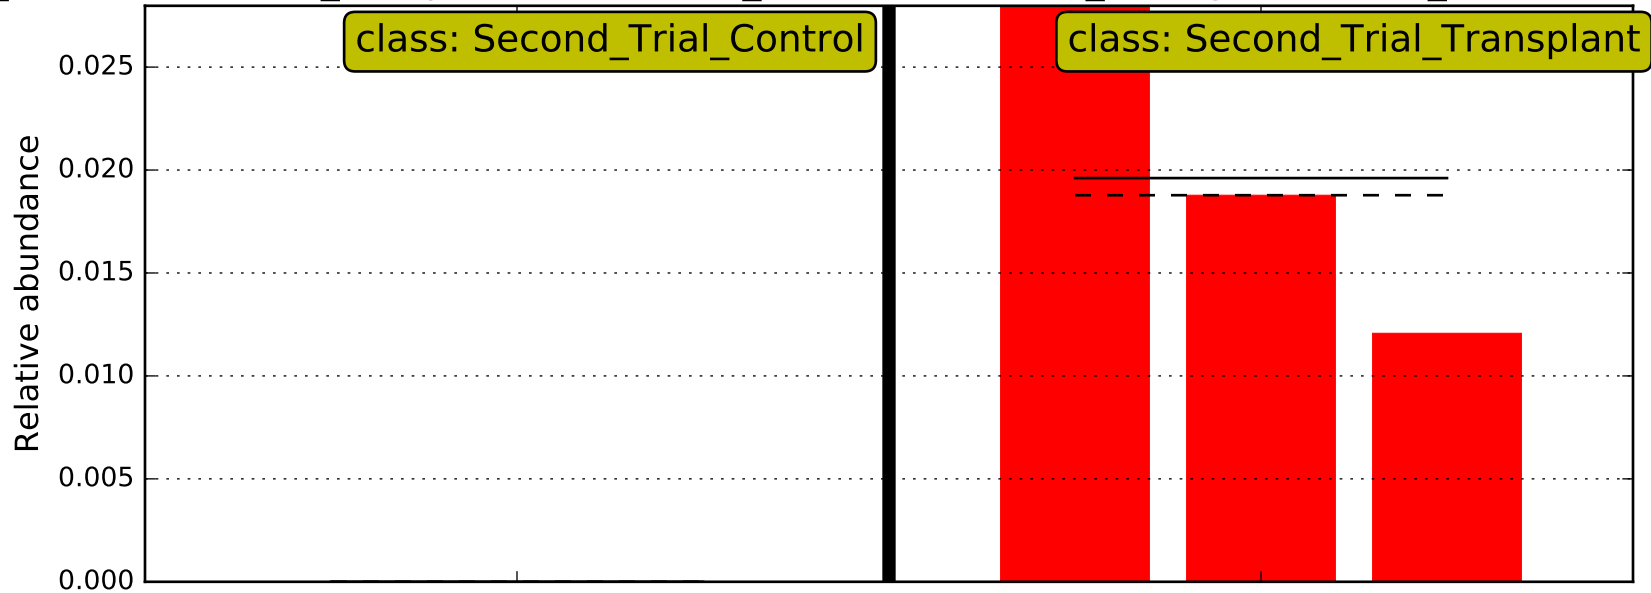 class: Second_Trial_Control
class: Second_Trial_Transplant
Relative abundance
0.025
0.020
0.015
0.010
0.005
0.000